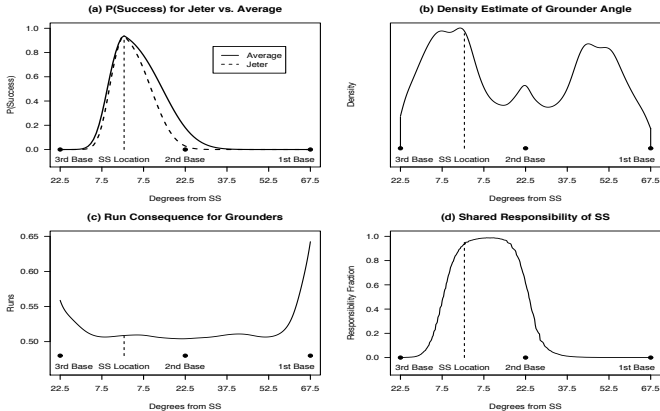 (a) P(Success) for Jeter vs. Average
P(Success)
1.0
0.8
0.6
0.4
0.2
0.0
Average
Jeter
3rd Base SS Location 2nd Base 1st Base
22.5 7.5 7.5 22.5 37.5 52.5 67.5
Degrees from SS
(b) Density Estimate of Grounder Angle
Density
3rd Base SS Location 2nd Base 1st Base
22.5 7.5 7.5 22.5 37.5 52.5 67.5
Degrees from SS
(c) Run Consequence for Grounders
Runs
0.65
0.60
0.55
0.50
3rd Base SS Location 2nd Base 1st Base
22.5 7.5 7.5 22.5 37.5 52.5 67.5
Degrees from SS
(d) Shared Responsibility of SS
Responsibility Fraction
1.0
0.8
0.6
0.4
0.2
0.0
3rd Base SS Location 2nd Base 1st Base
22.5 7.5 7.5 22.5 37.5 52.5 67.5
Degrees from SS